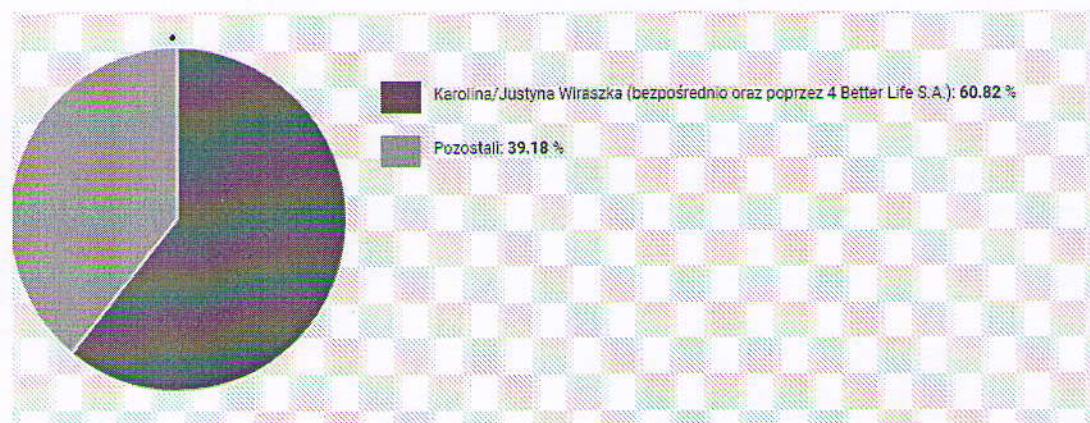 Karolina/Justyna Wiraszka (bezpośrednio oraz poprzez 4 Better Life S.A.): 60.82 %
Pozostali: 39.18 %